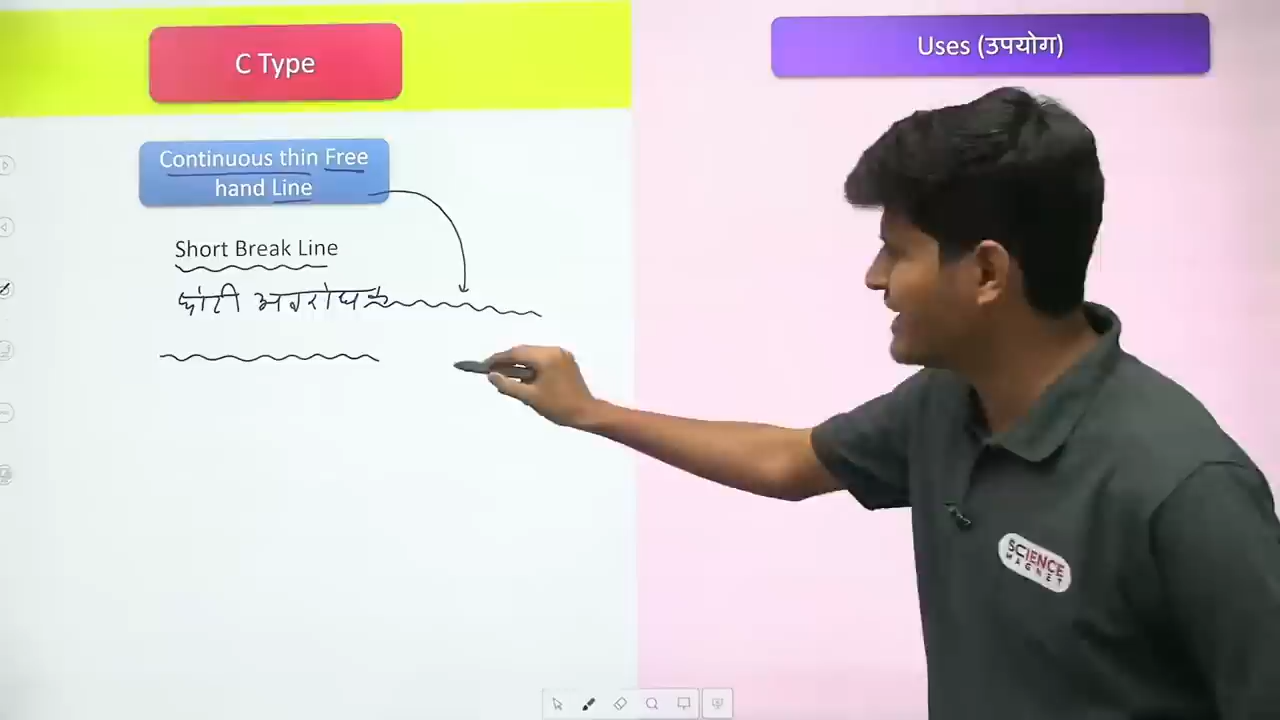 C Type
Continuous thin Free
hand Line
Short Break Line
छोटी अवरोधक
Uses (उपयोग)
SCIENCE
MAGNET